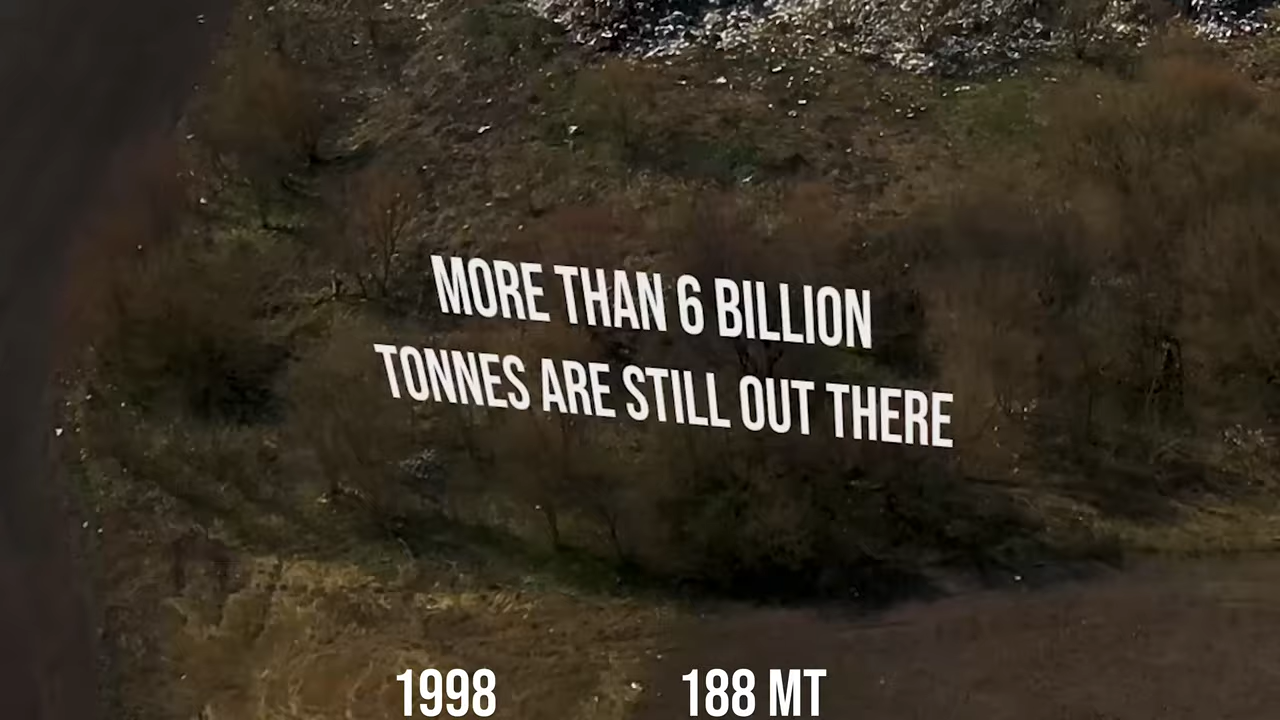 MORE THAN 6 BILLION
TONNES ARE STILL OUT THERE
1998 188 MT